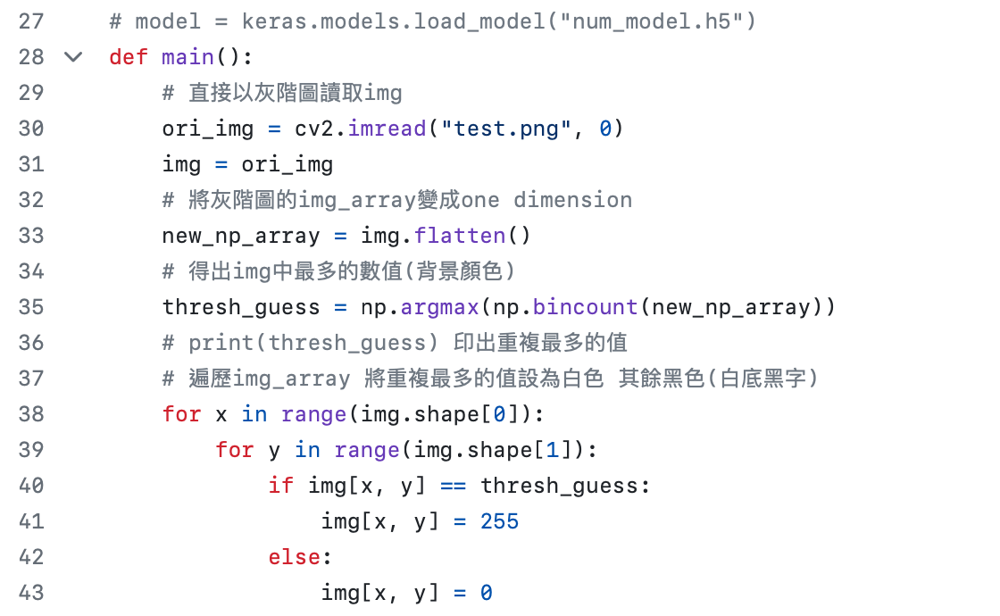 27 # model = keras.models.load_model("num_model.h5")
28 def main():
29 # 直接以灰階圖讀取img
30 ori_img = cv2.imread("test.png", 0)
31 img = ori_img
32 # 將灰階圖的img_array變成one dimension
33 new_np_array = img.flatten()
34 # 得出img中最多的數值(背景顏色)
35 thresh_guess = np.argmax(np.bincount(new_np_array))
36 # print(thresh_guess) 印出重複最多的值
37 # 遍歷img_array 將重複最多的值設為白色 其餘黑色(白底黑字)
38 for x in range(img.shape[0]):
39 for y in range(img.shape[1]):
40 if img[x, y] == thresh_guess:
41 img[x, y] = 255
42 else:
43 img[x, y] = 0